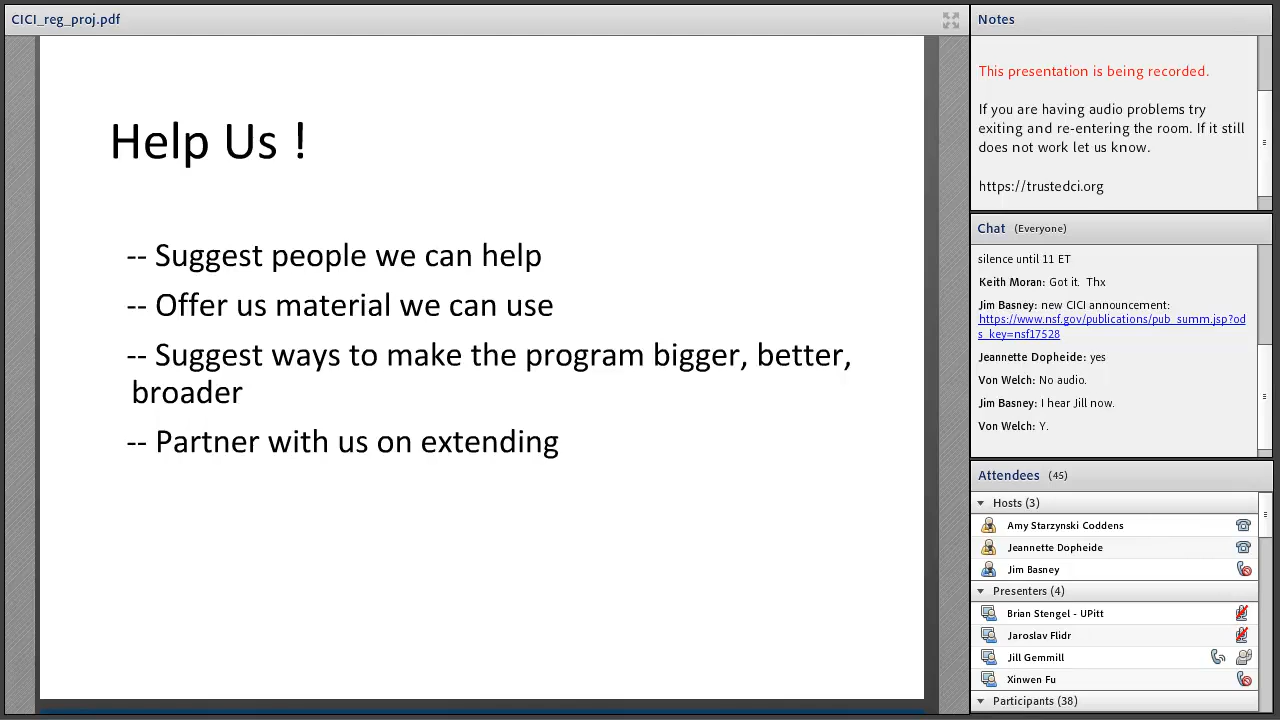 CICI_reg_proj.pdf
Help Us !
-- Suggest people we can help
-- Offer us material we can use
-- Suggest ways to make the program bigger, better,
broader
-- Partner with us on extending
Notes
This presentation is being recorded.
If you are having audio problems try
exiting and re-entering the room. If it still
does not work let us know.
https://trustedci.org
Chat (Everyone)
silence until 11 ET
Keith Moran: Got it. Thx
Jim Basney: new CICI announcement:
https://www.nsf.gov/publications/pub_summ.jsp?od
s_key=nsf17528
Jeannette Dopheide: yes
Von Welch: No audio.
Jim Basney: I hear Jill now.
Von Welch: Y.
Attendees (45)
Hosts (3)
Amy Starzynski Coddens
Jeannette Dopheide
Jim Basney
Presenters (4)
Brian Stengel - UPitt
Jaroslav Flidr
Jill Gemmill
Xinwen Fu
Participants (38)